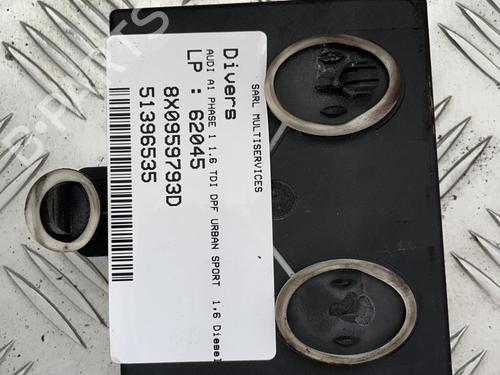 SARL MULTISERVICES
Divers
AUDI A1 PHASE 1 1.6 TDI DPF URBAN SPORT 1,6 Diesel
LP : 62045
8X0959793D
51396535
B-PARTS